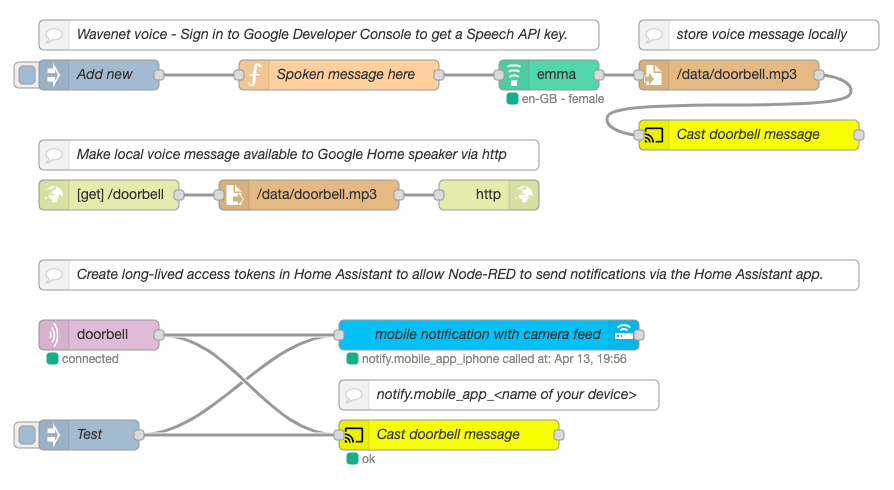 Wavenet voice - Sign in to Google Developer Console to get a Speech API key.
store voice message locally
Add new
Spoken message here
emma
/data/doorbell.mp3
en-GB - female
Cast doorbell message
Make local voice message available to Google Home speaker via http
[get] /doorbell
/data/doorbell.mp3
http
Create long-lived access tokens in Home Assistant to allow Node-RED to send notifications via the Home Assistant app.
doorbell
mobile notification with camera feed
connected
notify.mobile_app_iphone called at: Apr 13, 19:56
notify.mobile_app_<name of your device>
Test
Cast doorbell message
ok